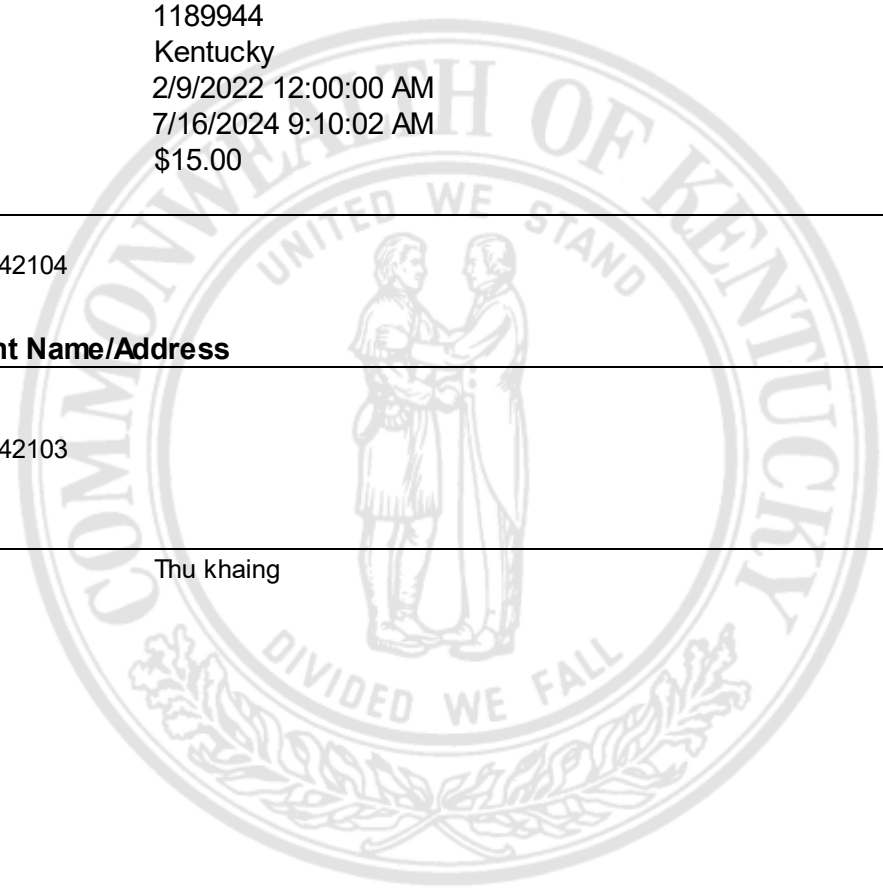 1189944
Kentucky
2/9/2022 12:00:00 AM
7/16/2024 9:10:02 AM
$15.00
42104
nt Name/Address
42103
Thu khaing
COMMONWEALTH OF KENTUCKY
UNITED WE STAND
DIVIDED WE FALL